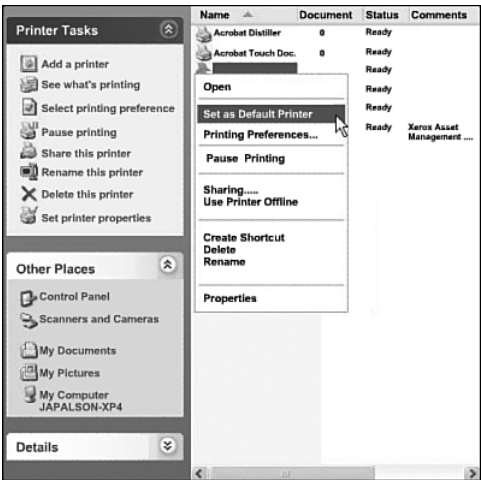 Printer Tasks
Add a printer
See what's printing
Select printing preference
Pause printing
Share this printer
Rename this printer
Delete this printer
Set printer properties
Other Places
Control Panel
Scanners and Cameras
My Documents
My Pictures
My Computer
JAPALSON-XP4
Details
Name Document Status Comments
Acrobat Distiller 0 Ready
Acrobat Touch Doc. 0 Ready
Ready
Ready
Ready
Ready Xerox Asset
Management ....
Open
Set as Default Printer
Printing Preferences...
Pause Printing
Sharing.....
Use Printer Offline
Create Shortcut
Delete
Rename
Properties